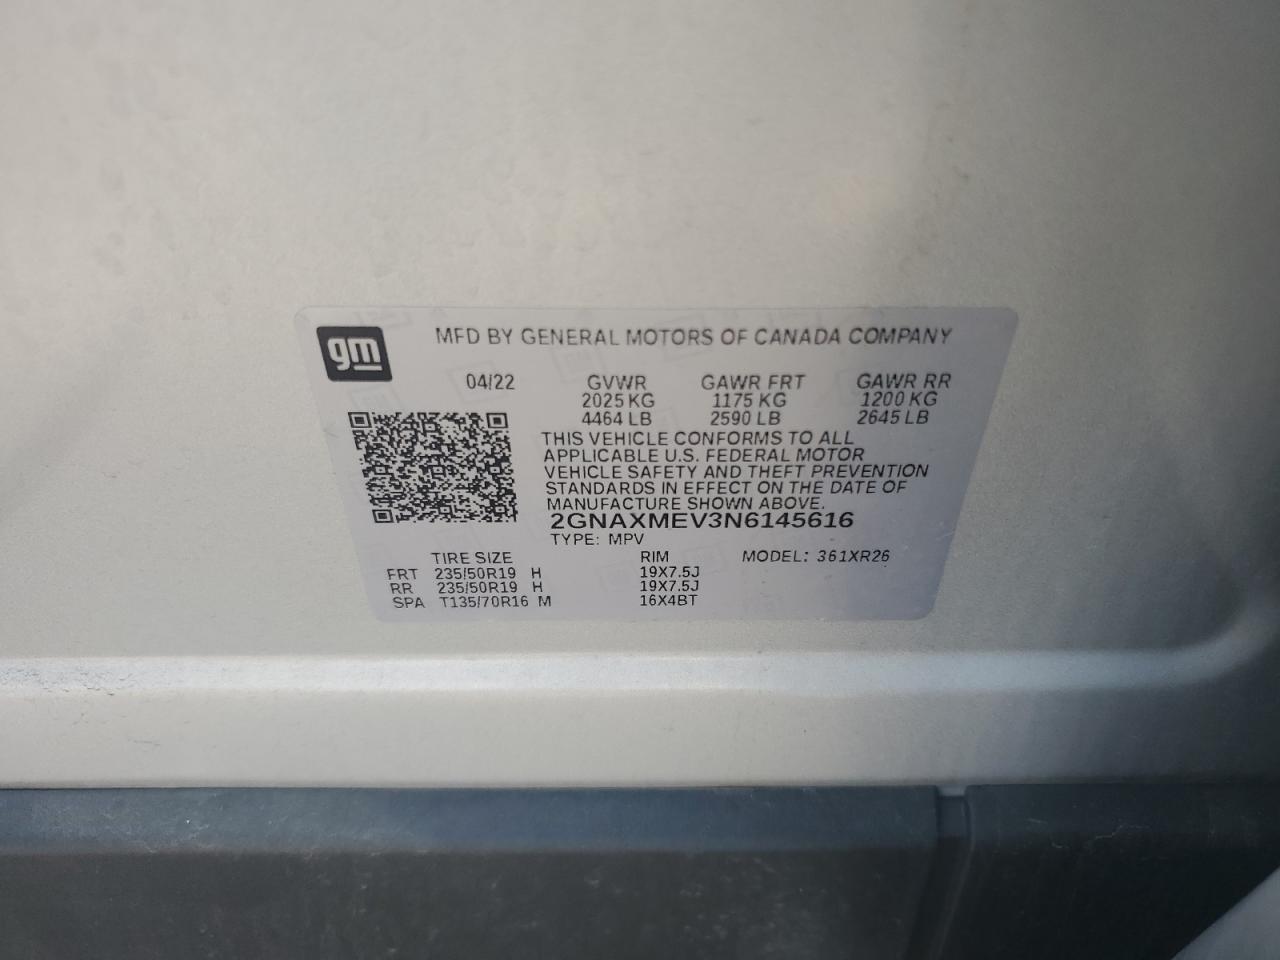 gm
MFD BY GENERAL MOTORS OF CANADA COMPANY
04/22 GVWR GAWR FRT GAWR RR
2025 KG 1175 KG 1200 KG
4464 LB 2590 LB 2645 LB
THIS VEHICLE CONFORMS TO ALL
APPLICABLE U.S. FEDERAL MOTOR
VEHICLE SAFETY AND THEFT PREVENTION
STANDARDS IN EFFECT ON THE DATE OF
MANUFACTURE SHOWN ABOVE.
2GNAXMEV3N6145616
TYPE: MPV
TIRE SIZE RIM MODEL: 361XR26
FRT 235/50R19 H 19X7.5J
RR 235/50R19 H 19X7.5J
SPA T135/70R16 M 16X4BT